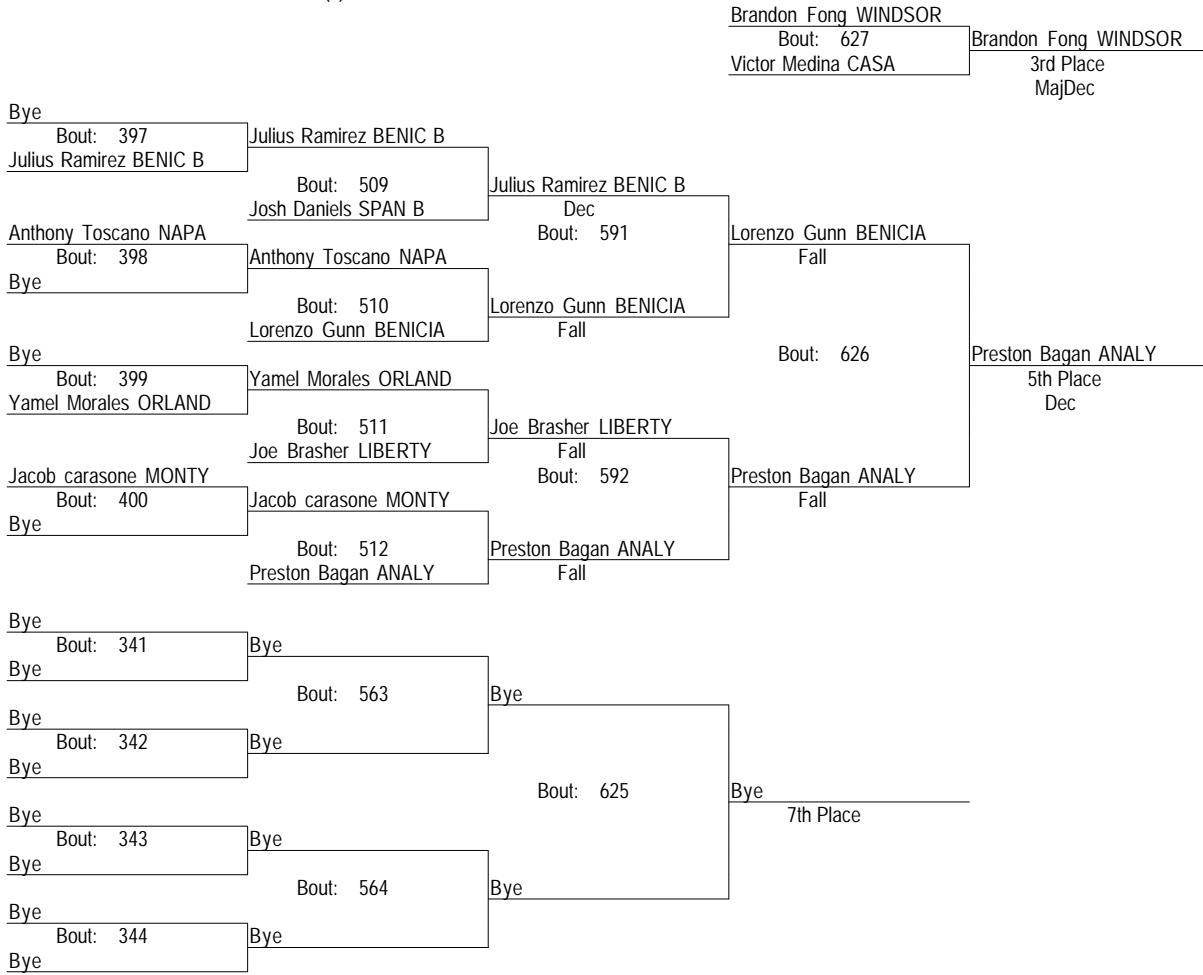 Brandon Fong WINDSOR
Bout: 627
Brandon Fong WINDSOR
Victor Medina CASA
3rd Place
MajDec
Bye
Bout: 397
Julius Ramirez BENIC B
Julius Ramirez BENIC B
Bout: 509
Julius Ramirez BENIC B
Josh Daniels SPAN B
Dec
Anthony Toscano NAPA
Bout: 591
Lorenzo Gunn BENICIA
Bout: 398
Anthony Toscano NAPA
Fall
Bye
Bout: 510
Lorenzo Gunn BENICIA
Lorenzo Gunn BENICIA
Fall
Bye
Bout: 626
Preston Bagan ANALY
Bout: 399
Yamel Morales ORLAND
5th Place
Yamel Morales ORLAND
Dec
Bout: 511
Joe Brasher LIBERTY
Joe Brasher LIBERTY
Fall
Jacob carasone MONTY
Bout: 592
Preston Bagan ANALY
Bout: 400
Jacob carasone MONTY
Fall
Bye
Bout: 512
Preston Bagan ANALY
Preston Bagan ANALY
Fall
Bye
Bout: 341
Bye
Bye
Bout: 563
Bye
Bye
Bout: 342
Bye
Bye
Bout: 625
Bye
Bye
7th Place
Bout: 343
Bye
Bye
Bout: 564
Bye
Bye
Bout: 344
Bye
Bye